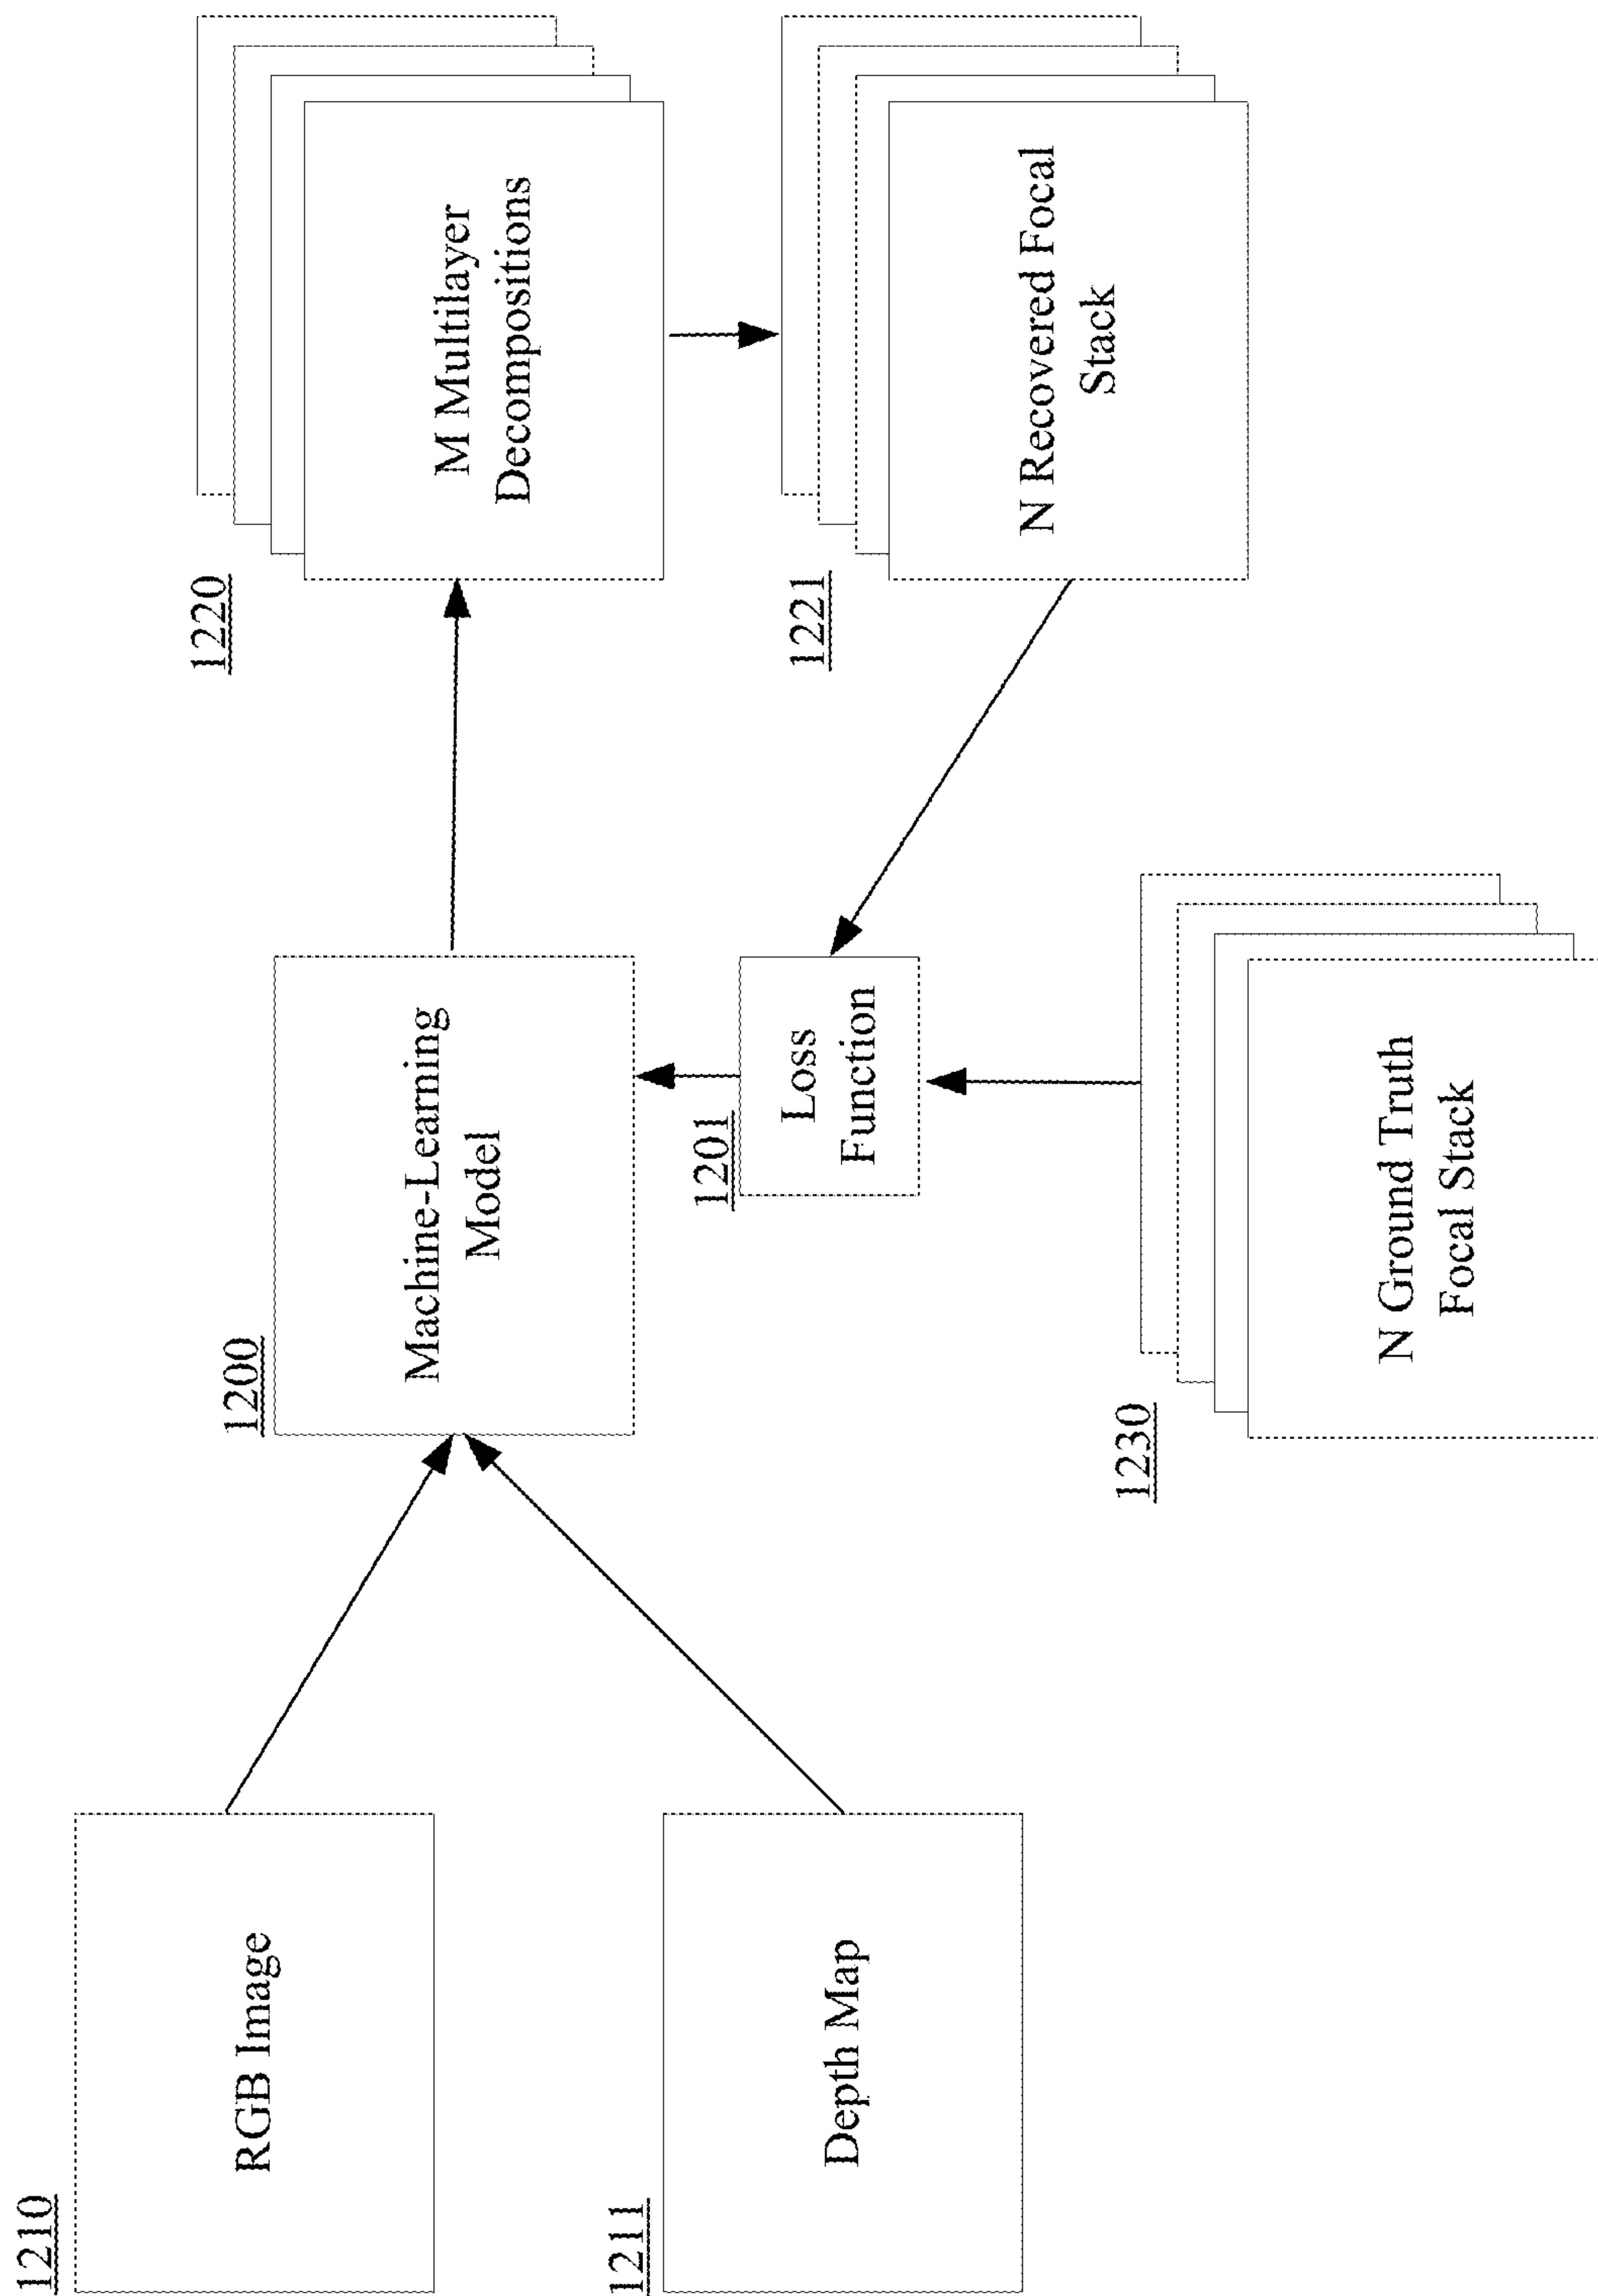 1210
RGB Image
1211
Depth Map
1200
Machine-Learning
Model
1201
Loss
Function
1230
N Ground Truth
Focal Stack
1220
M Multilayer
Decompositions
1221
N Recovered Focal
Stack